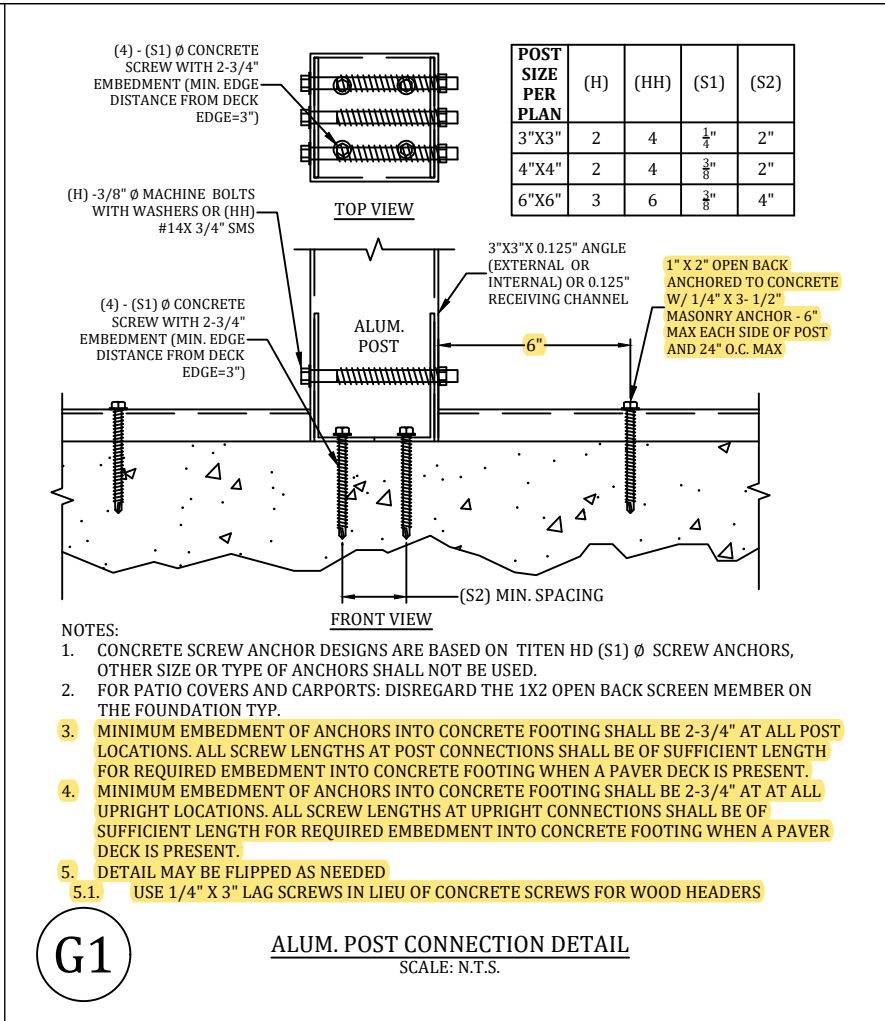 (4) - (S1) Ø CONCRETE
SCREW WITH 2-3/4"
EMBEDMENT (MIN. EDGE
DISTANCE FROM DECK
EDGE=3")
TOP VIEW
POST
SIZE
PER
PLAN
(H)
(HH)
(S1)
(S2)
3"X3"
2
4
1/4"
2"
4"X4"
2
4
3/8"
2"
6"X6"
3
6
3/8"
4"
(H) -3/8" Ø MACHINE BOLTS
WITH WASHERS OR (HH)
#14X 3/4" SMS
3"X3"X 0.125" ANGLE
(EXTERNAL OR
INTERNAL) OR 0.125"
RECEIVING CHANNEL
1" X 2" OPEN BACK
ANCHORED TO CONCRETE
W/ 1/4" X 3- 1/2"
MASONRY ANCHOR - 6"
MAX EACH SIDE OF POST
AND 24" O.C. MAX
(4) - (S1) Ø CONCRETE
SCREW WITH 2-3/4"
EMBEDMENT (MIN. EDGE
DISTANCE FROM DECK
EDGE=3")
ALUM.
POST
6"
(S2) MIN. SPACING
FRONT VIEW
NOTES:
1. CONCRETE SCREW ANCHOR DESIGNS ARE BASED ON TITEN HD (S1) Ø SCREW ANCHORS,
OTHER SIZE OR TYPE OF ANCHORS SHALL NOT BE USED.
2. FOR PATIO COVERS AND CARPORTS: DISREGARD THE 1X2 OPEN BACK SCREEN MEMBER ON
THE FOUNDATION TYP.
3. MINIMUM EMBEDMENT OF ANCHORS INTO CONCRETE FOOTING SHALL BE 2-3/4" AT ALL POST
LOCATIONS. ALL SCREW LENGTHS AT POST CONNECTIONS SHALL BE OF SUFFICIENT LENGTH
FOR REQUIRED EMBEDMENT INTO CONCRETE FOOTING WHEN A PAVER DECK IS PRESENT.
4. MINIMUM EMBEDMENT OF ANCHORS INTO CONCRETE FOOTING SHALL BE 2-3/4" AT AT ALL
UPRIGHT LOCATIONS. ALL SCREW LENGTHS AT UPRIGHT CONNECTIONS SHALL BE OF
SUFFICIENT LENGTH FOR REQUIRED EMBEDMENT INTO CONCRETE FOOTING WHEN A PAVER
DECK IS PRESENT.
5. DETAIL MAY BE FLIPPED AS NEEDED
5.1. USE 1/4" X 3" LAG SCREWS IN LIEU OF CONCRETE SCREWS FOR WOOD HEADERS
G1
ALUM. POST CONNECTION DETAIL
SCALE: N.T.S.